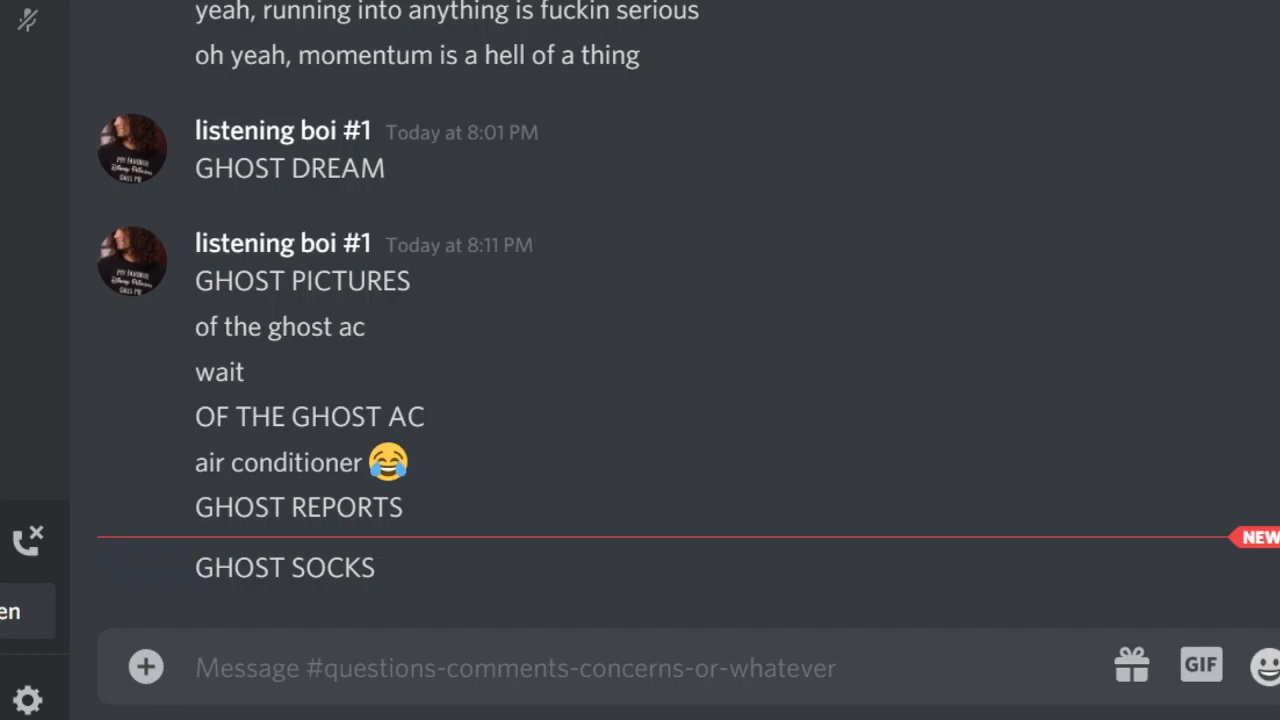 yeah, running into anything is fuckin serious
oh yeah, momentum is a hell of a thing
listening boi #1 Today at 8:01 PM
GHOST DREAM
listening boi #1 Today at 8:11 PM
GHOST PICTURES
of the ghost ac
wait
OF THE GHOST AC
air conditioner 😂
GHOST REPORTS
NEW
GHOST SOCKS
en
Message #questions-comments-concerns-or-whatever
GIF